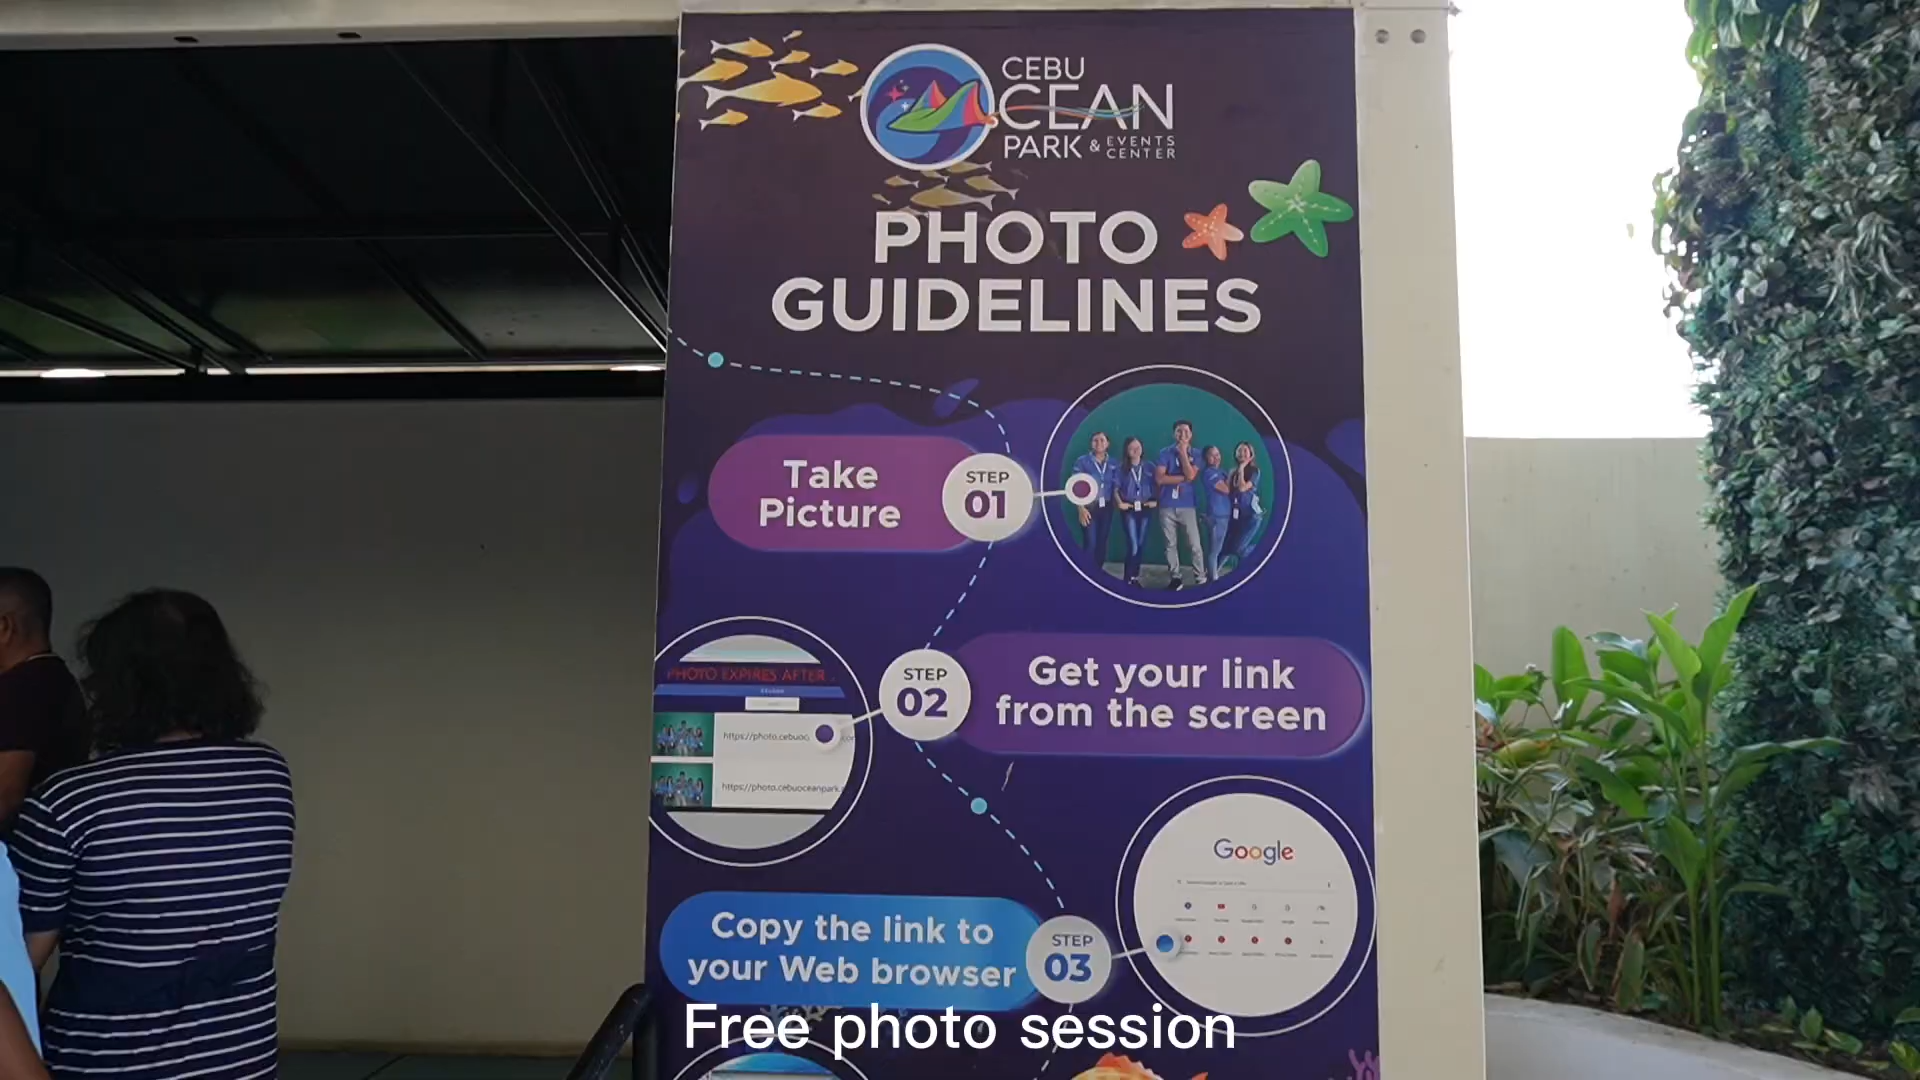 CEBU
OCEAN
PARK & EVENTS CENTER
PHOTO
GUIDELINES
Take
Picture
STEP
01
PHOTO EXPIRES AFTER
https://photo.cebuoc
https://photo.cebuoceanpark.
STEP
02
Get your link
from the screen
Google
Copy the link to
your Web browser
STEP
03
Free photo session